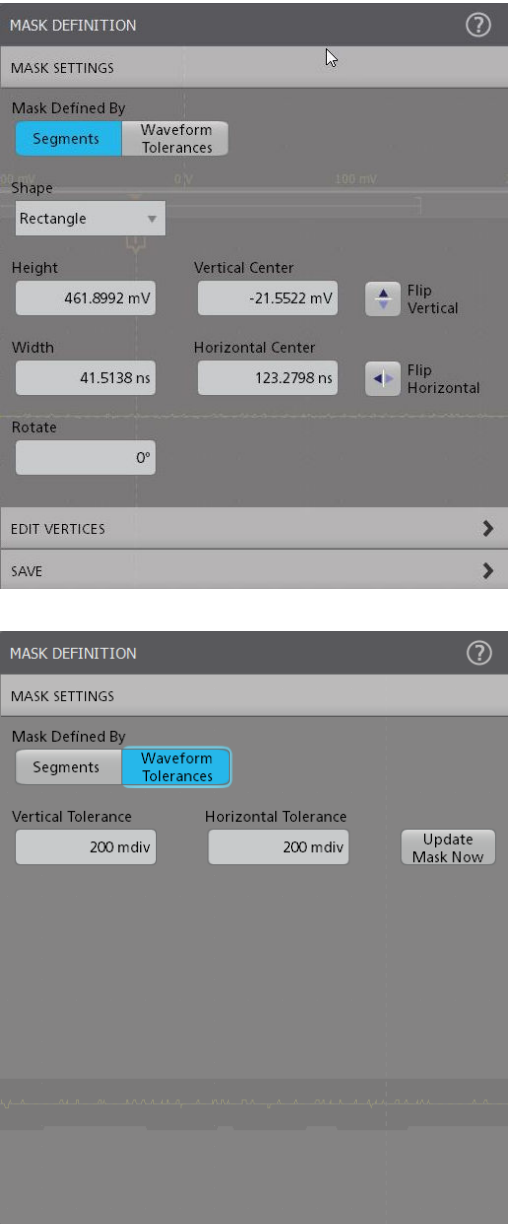 MASK DEFINITION ?
MASK SETTINGS
Mask Defined By
Segments
Waveform
Tolerances
0 V
100 mV
Shape
Rectangle
Height
Vertical Center
461.8992 mV
-21.5522 mV
Flip
Vertical
Width
Horizontal Center
41.5138 ns
123.2798 ns
Flip
Horizontal
Rotate
0°
EDIT VERTICES
SAVE
MASK DEFINITION ?
MASK SETTINGS
Mask Defined By
Segments
Waveform
Tolerances
Vertical Tolerance
Horizontal Tolerance
200 mdiv
200 mdiv
Update
Mask Now